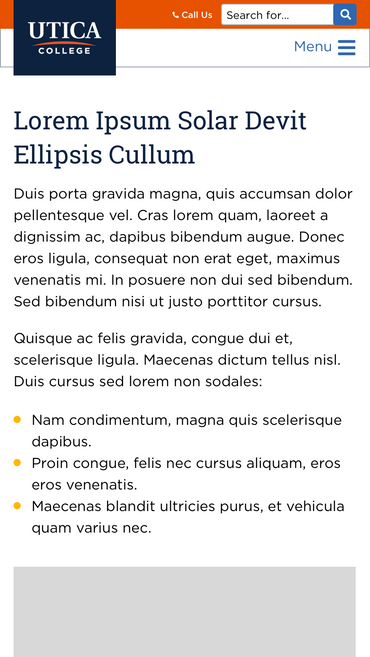 UTICA
COLLEGE
Call Us
Search for...
Menu
Lorem Ipsum Solar Devit
Ellipsis Cullum
Duis porta gravida magna, quis accumsan dolor
pellentesque vel. Cras lorem quam, laoreet a
dignissim ac, dapibus bibendum augue. Donec
eros ligula, consequat non erat eget, maximus
venenatis mi. In posuere non dui sed bibendum.
Sed bibendum nisi ut justo porttitor cursus.
Quisque ac felis gravida, congue dui et,
scelerisque ligula. Maecenas dictum tellus nisl.
Duis cursus sed lorem non sodales:
Nam condimentum, magna quis scelerisque
dapibus.
Proin congue, felis nec cursus aliquam, eros
eros venenatis.
Maecenas blandit ultricies purus, et vehicula
quam varius nec.